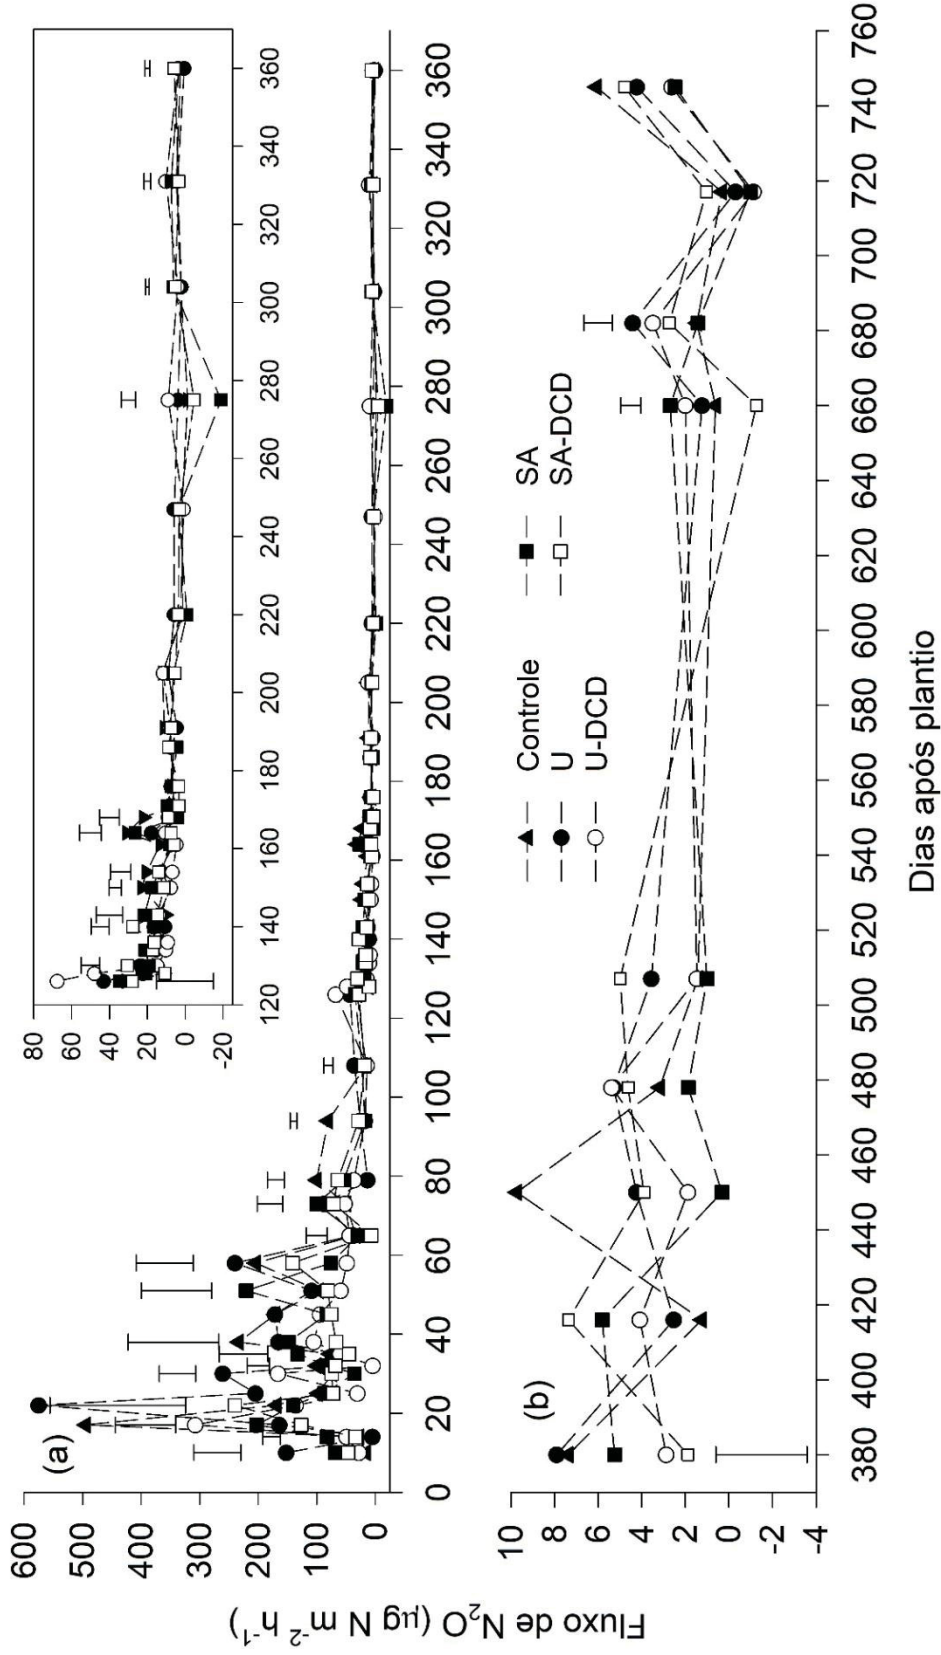 (a)
600
500
400
300
200
100
0
0 20 40 60 80 100 120 140 160 180 200 220 240 260 280 300 320 340 360
80
60
40
20
0
-20
120 140 160 180 200 220 240 260 280 300 320 340 360
Fluxo de N₂O (µg N m⁻² h⁻¹)
(b)
10
8
6
4
2
0
-2
-4
Controle
U
U-DCD
SA
SA-DCD
380 400 420 440 460 480 500 520 540 560 580 600 620 640 660 680 700 720 740 760
Dias após plantio